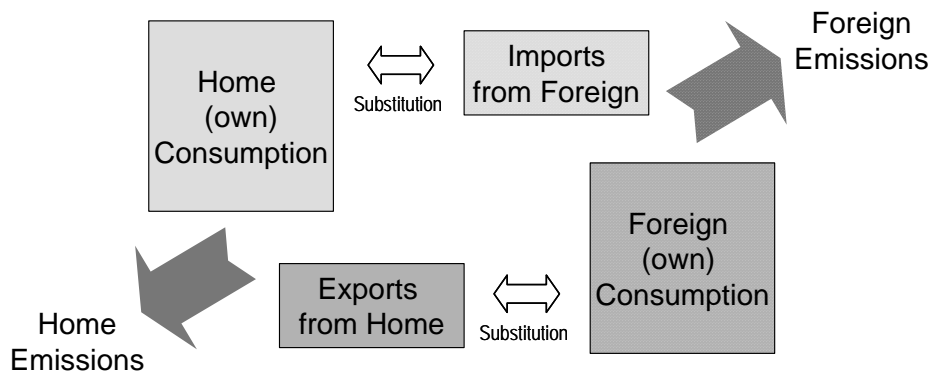 Home
(own)
Consumption
Substitution
Imports
from Foreign
Foreign
Emissions
Home
Emissions
Exports
from Home
Substitution
Foreign
(own)
Consumption